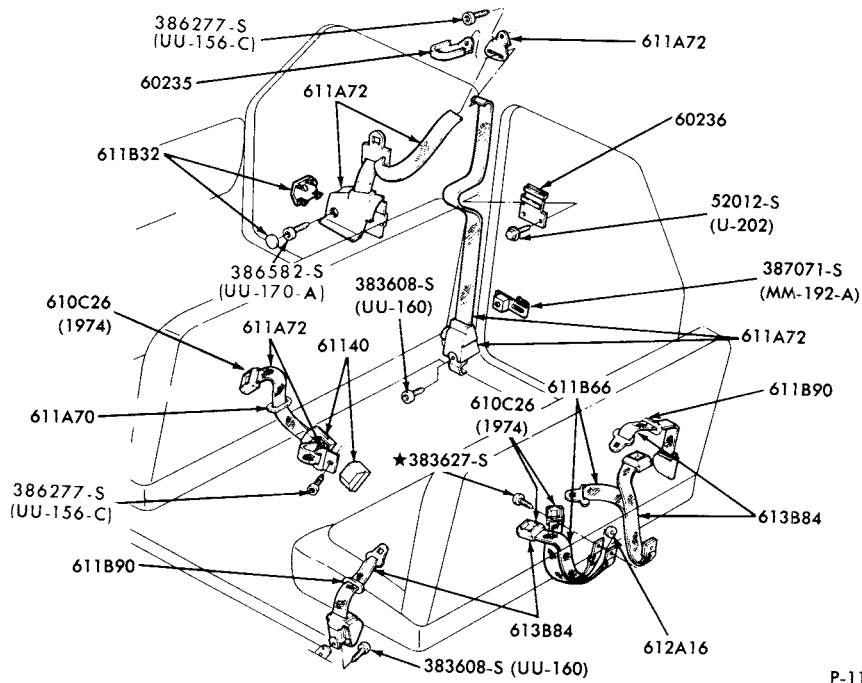 386277-S
(UU-156-C)
611A72
60235
611A72
60236
611B32
52012-S
(U-202)
386582-S
(UU-170-A)
383608-S
(UU-160)
387071-S
(MM-192-A)
610C26
(1974)
611A72
61140
611A72
611B66
611B90
610C26
(1974)
611A70
★383627-S
386277-S
(UU-156-C)
613B84
611B90
613B84
612A16
383608-S (UU-160)
P-11